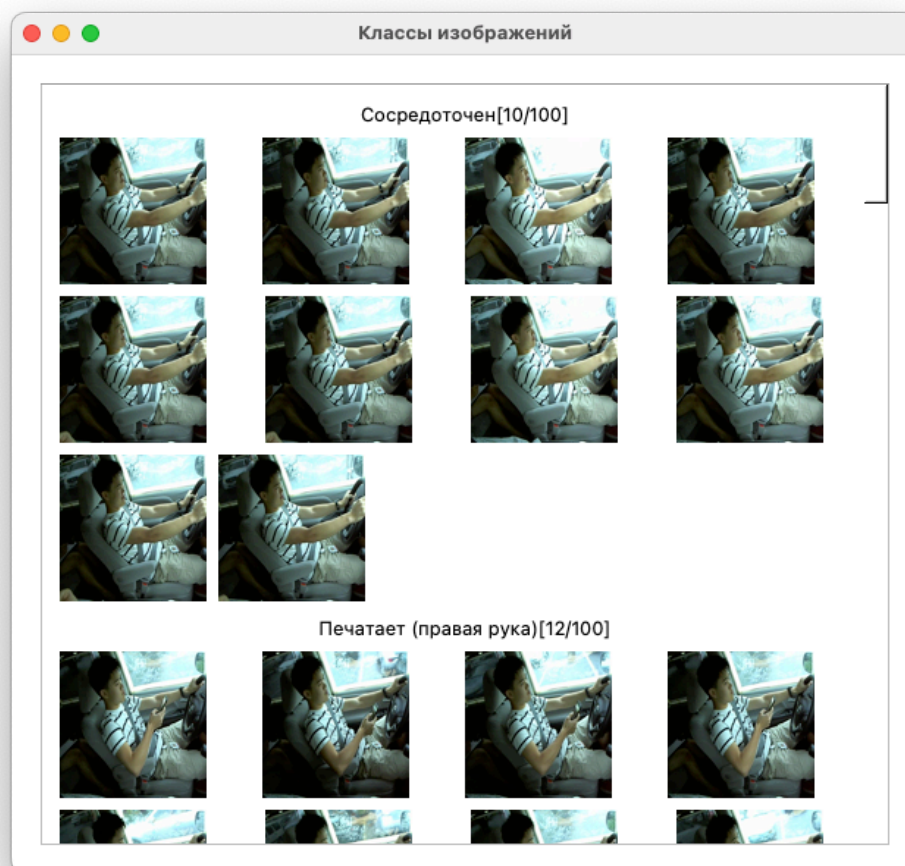 Классы изображений
Сосредоточен[10/100]
Печатает (правая рука)[12/100]